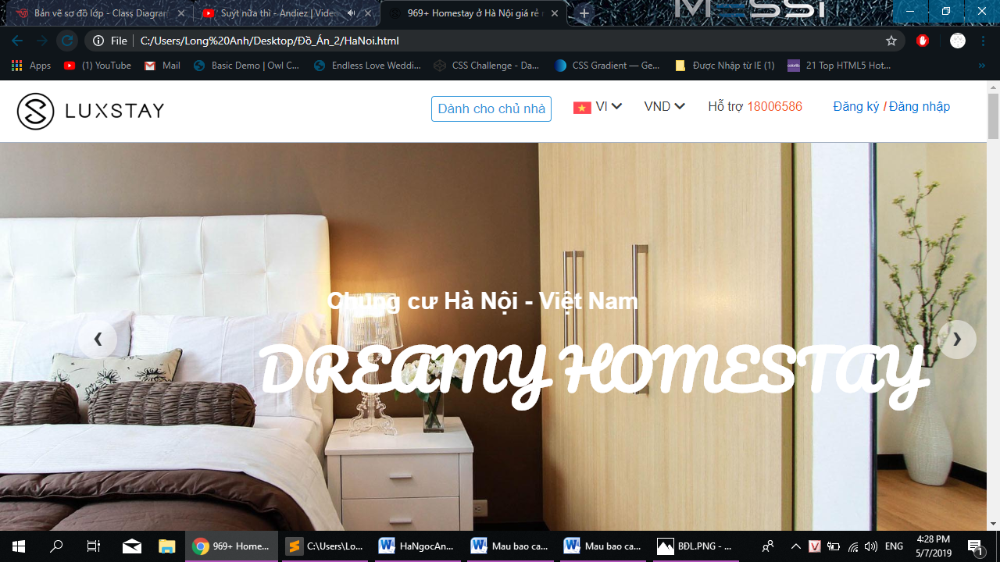 MESSI
Bản vẽ sơ đồ lớp - Class Diagram
Suýt nữa thì - Andiez | Video
969+ Homestay ở Hà Nội giá rẻ
File C:/Users/Long%20Anh/Desktop/Đồ_Án_2/HaNoi.html
Apps (1) YouTube Mail Basic Demo | Owl C... Endless Love Weddi... CSS Challenge - Da... CSS Gradient — Ge... Được Nhập từ IE (1) 21 Top HTML5 Hot... »
LUXSTAY Dành cho chủ nhà VI VND Hỗ trợ 18006586 Đăng ký / Đăng nhập
Chung cư Hà Nội - Việt Nam
DREAMY HOMESTAY
969+ Home... C:\Users\Lo... HaNgocAn... Mau bao ca... Mau bao ca... BĐL.PNG - ... ENG 4:28 PM
5/7/2019 1